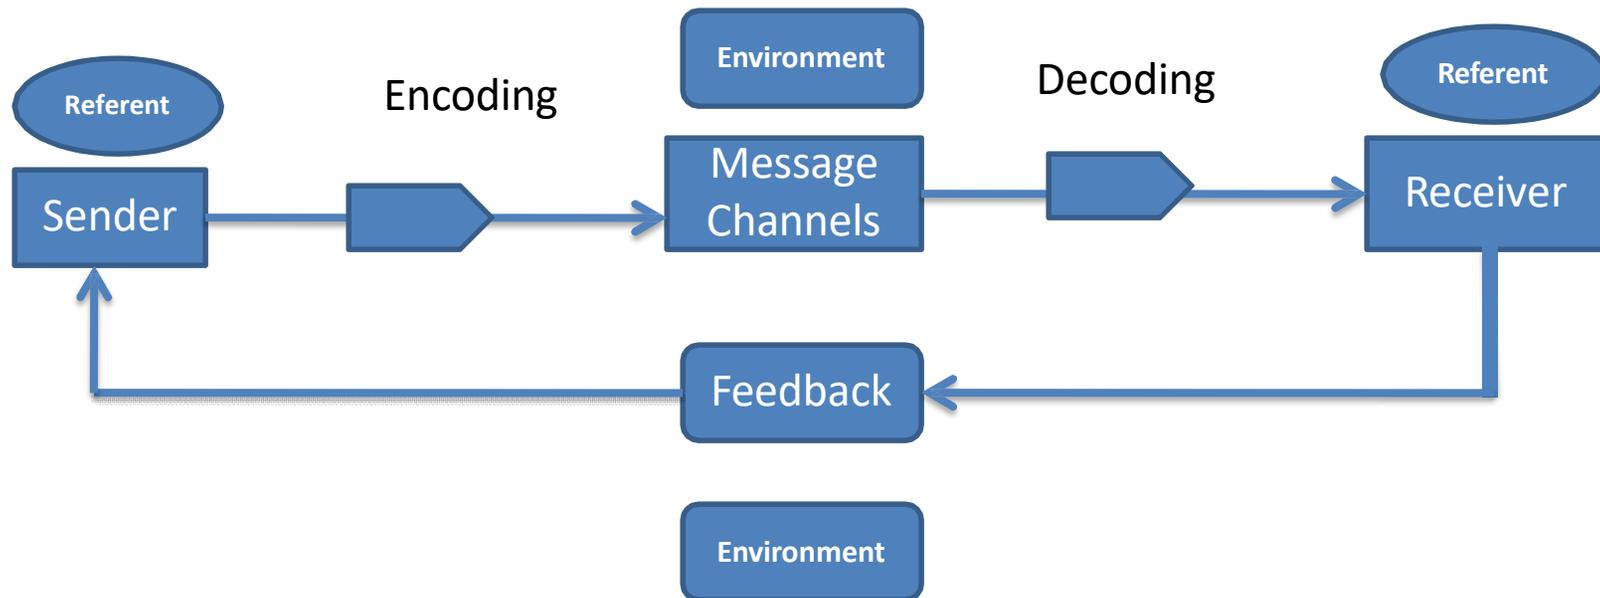 Environment
Referent
Encoding
Decoding
Referent
Sender
Message
Channels
Receiver
Feedback
Environment